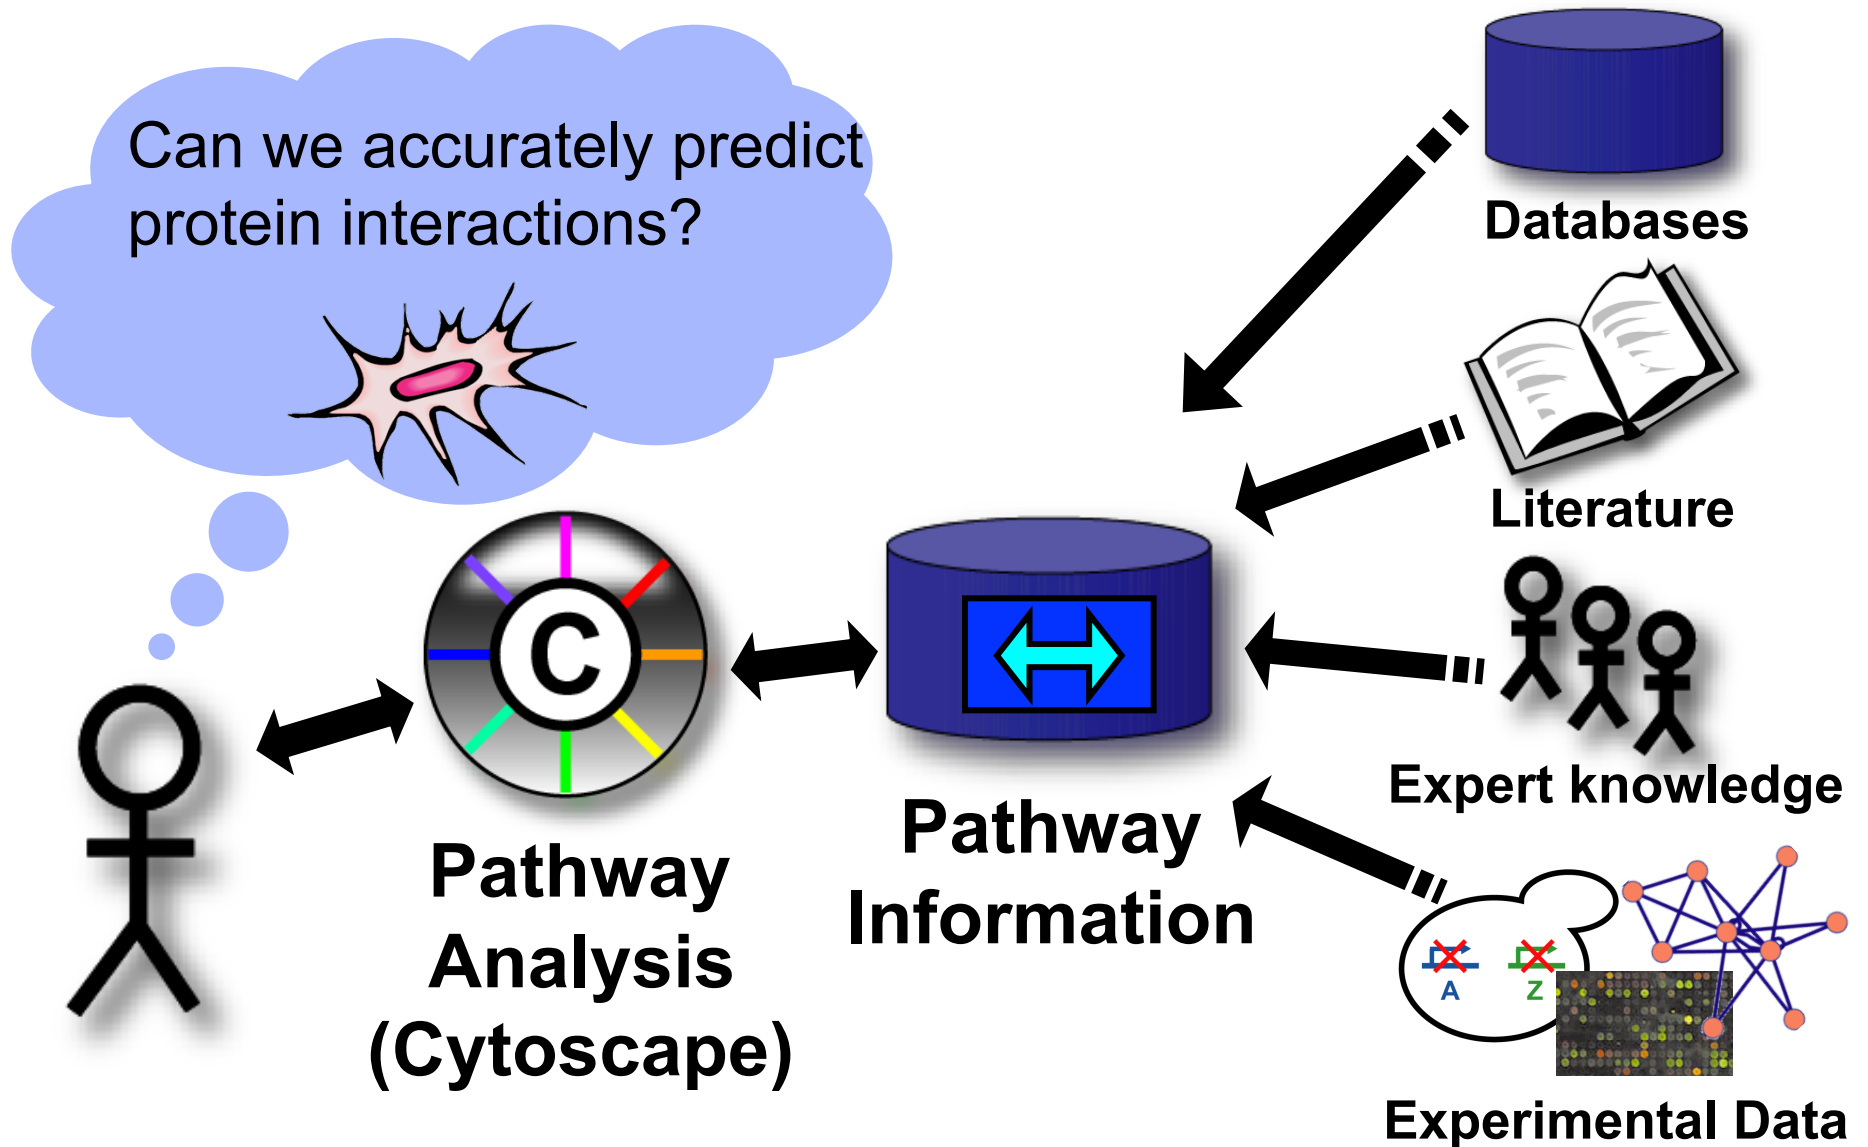 Can we accurately predict
protein interactions?
C
Pathway
Analysis
(Cytoscape)
Pathway
Information
Databases
Literature
Expert knowledge
A Z
Experimental Data